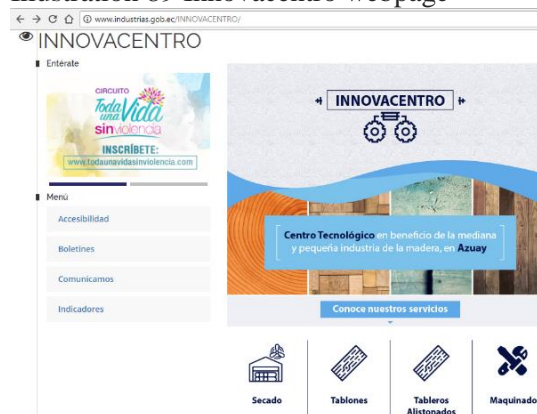 Illustration 89 Innovacentro webpage
www.industrias.gob.ec/INNOVACENTRO/
INNOVACENTRO
Entérate
CIRCUITO
Toda
una Vida
sin violencia
INSCRÍBETE:
www.todaunavidasinviolencia.com
Menú
Accesibilidad
Boletines
Comunicamos
Indicadores
INNOVACENTRO
Centro Tecnológico en beneficio de la mediana
y pequeña industria de la madera, en Azuay
Conoce nuestros servicios
Secado
Tablones
Tableros
Alistonados
Maquinado